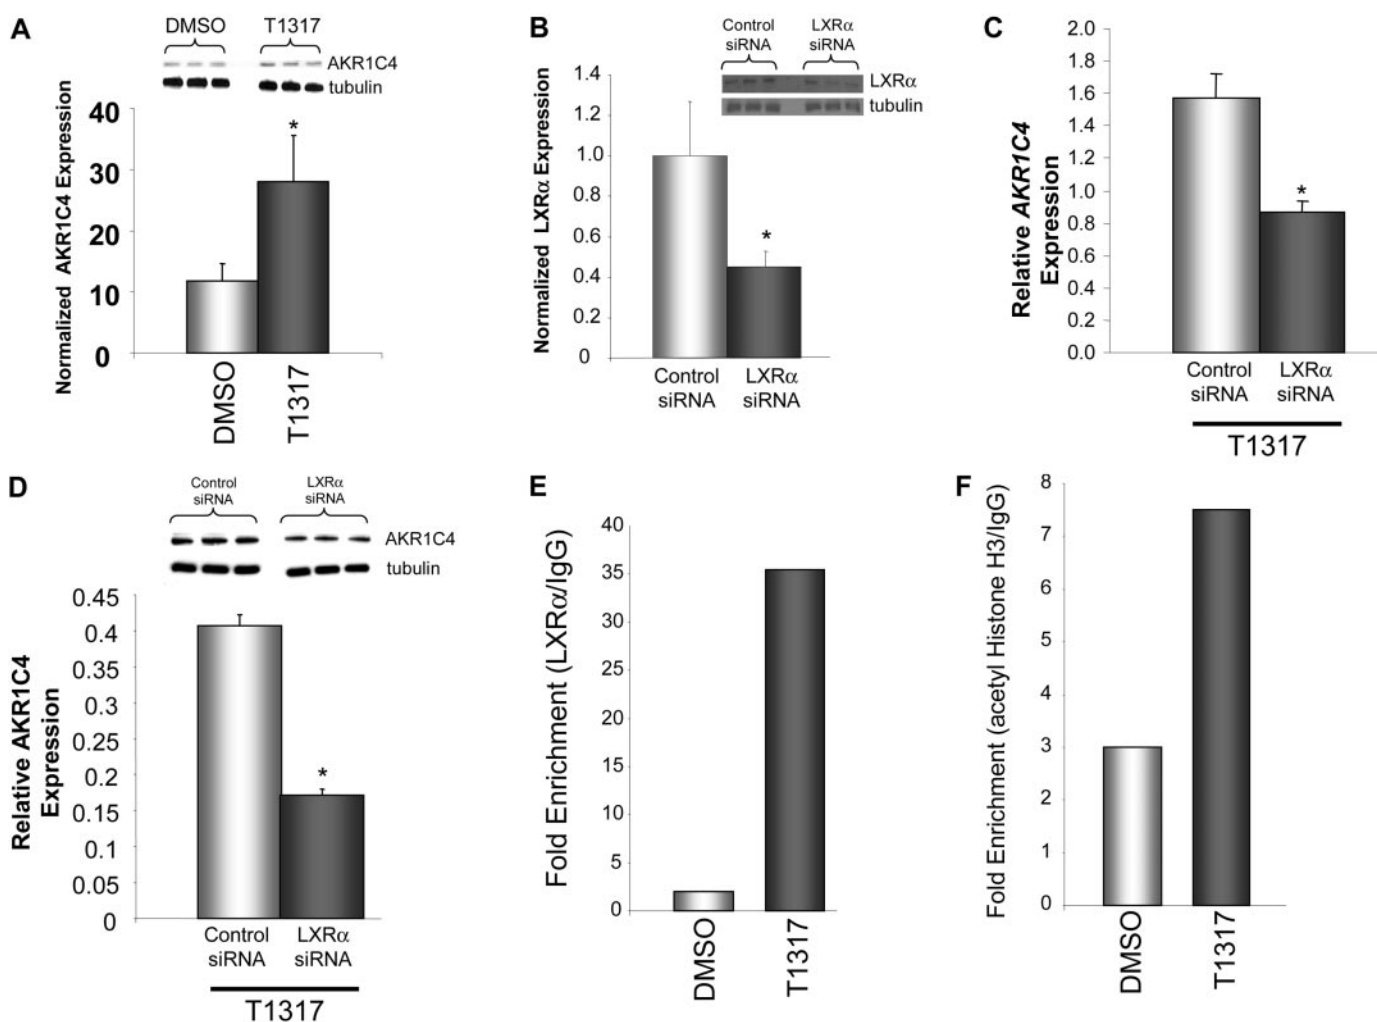 A
DMSO T1317
AKR1C4
tubulin
Normalized AKR1C4 Expression
40
30
20
10
0
*
DMSO
T1317
B
Control siRNA
LXRα siRNA
LXRα
tubulin
Normalized LXRα Expression
1.4
1.2
1.0
0.8
0.6
0.4
0.2
0
*
Control siRNA
LXRα siRNA
C
Relative AKR1C4
Expression
2.0
1.8
1.6
1.4
1.2
1.0
0.8
0.6
0.4
0.2
0.0
*
Control siRNA
LXRα siRNA
T1317
D
Control siRNA
LXRα siRNA
AKR1C4
tubulin
Relative AKR1C4
Expression
0.45
0.4
0.35
0.3
0.25
0.2
0.15
0.1
0.05
0
*
Control siRNA
LXRα siRNA
T1317
E
Fold Enrichment (LXRα/IgG)
40
35
30
25
20
15
10
5
0
DMSO
T1317
F
Fold Enrichment (acetyl Histone H3/IgG)
8
7
6
5
4
3
2
1
0
DMSO
T1317